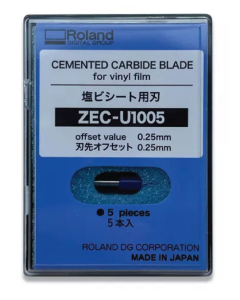 Roland
DIGITAL GROUP
CEMENTED CARBIDE BLADE
for vinyl film
塩ビシート用刃
ZEC-U1005
offset value 0.25mm
刃先オフセット 0.25mm
● 5 pieces
5本入
ROLAND DG CORPORATION
MADE IN JAPAN